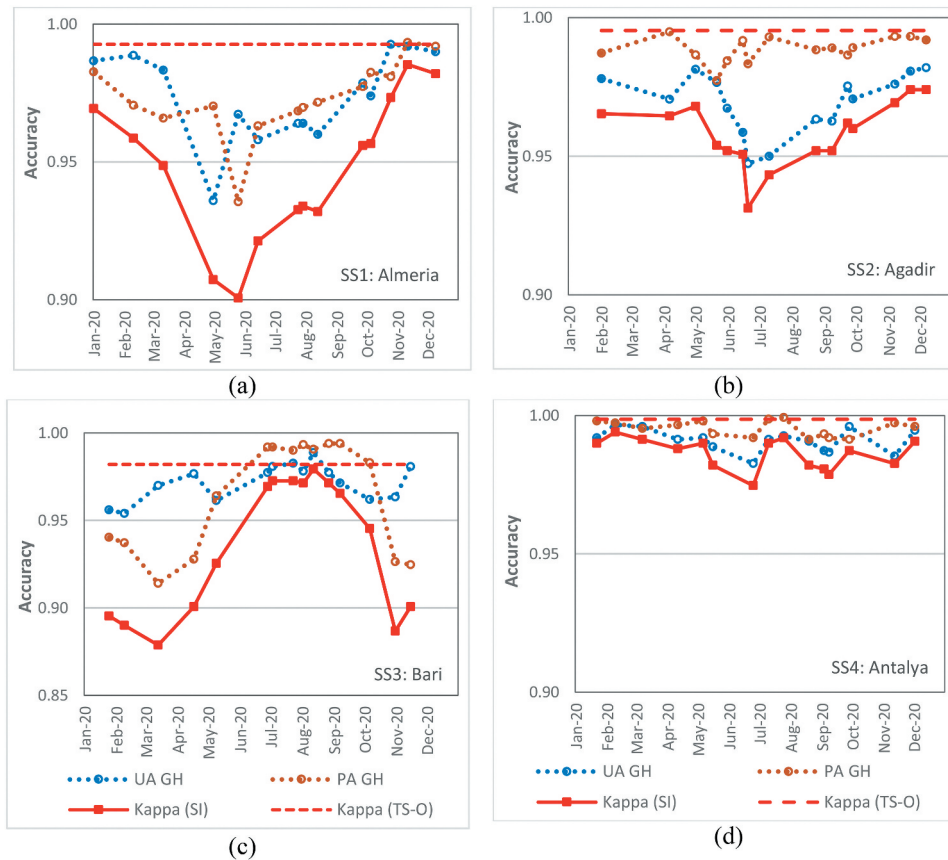 1.00
0.95
0.90
Accuracy
SS1: Almeria
Jan-20
Feb-20
Mar-20
Apr-20
May-20
Jun-20
Jul-20
Aug-20
Sep-20
Oct-20
Nov-20
Dec-20
(a)
1.00
0.95
0.90
Accuracy
SS2: Agadir
Jan-20
Feb-20
Mar-20
Apr-20
May-20
Jun-20
Jul-20
Aug-20
Sep-20
Oct-20
Nov-20
Dec-20
(b)
1.00
0.95
0.90
0.85
Accuracy
SS3: Bari
Jan-20
Feb-20
Mar-20
Apr-20
May-20
Jun-20
Jul-20
Aug-20
Sep-20
Oct-20
Nov-20
Dec-20
UA GH
PA GH
Kappa (SI)
Kappa (TS-O)
(c)
1.00
0.95
0.90
Accuracy
SS4: Antalya
Jan-20
Feb-20
Mar-20
Apr-20
May-20
Jun-20
Jul-20
Aug-20
Sep-20
Oct-20
Nov-20
Dec-20
UA GH
PA GH
Kappa (SI)
Kappa (TS-O)
(d)